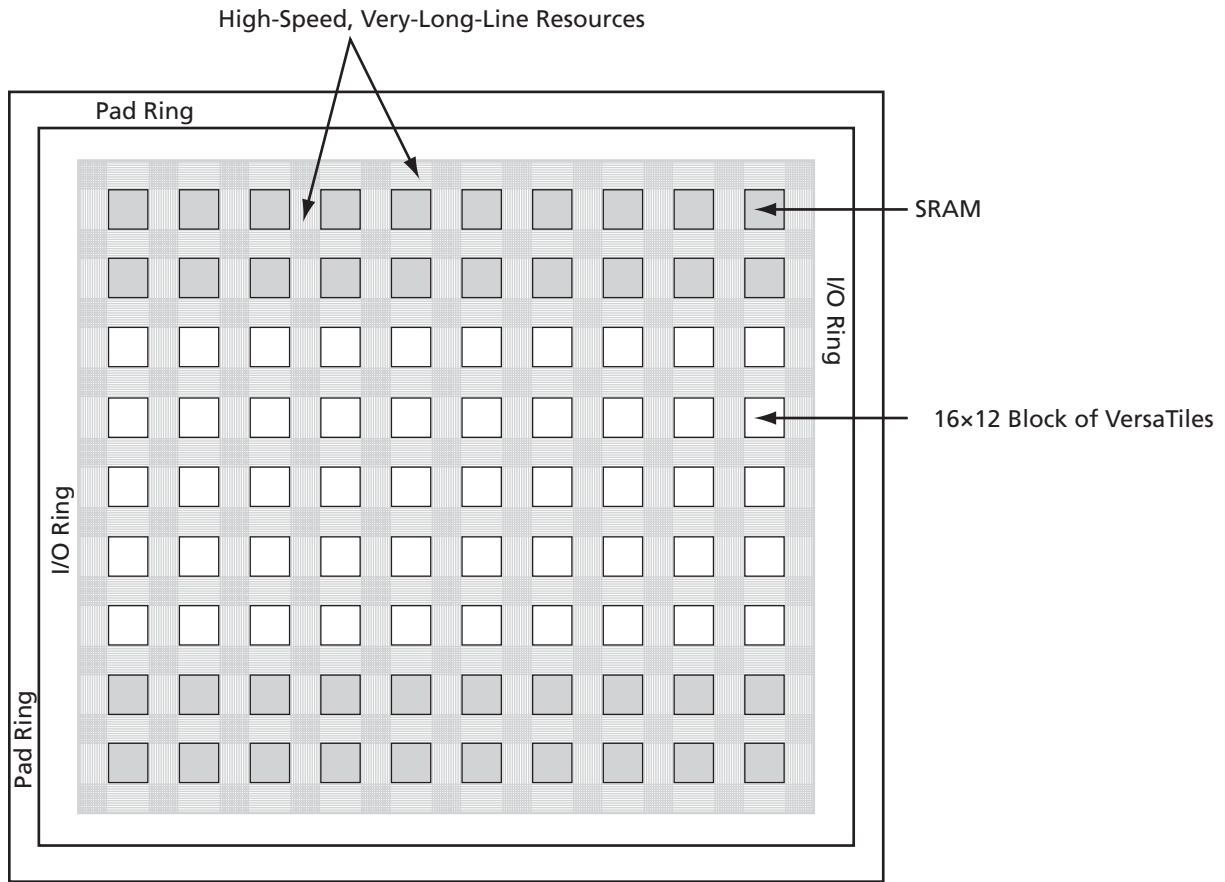 High-Speed, Very-Long-Line Resources
Pad Ring
SRAM
I/O Ring
16×12 Block of VersaTiles
I/O Ring
Pad Ring